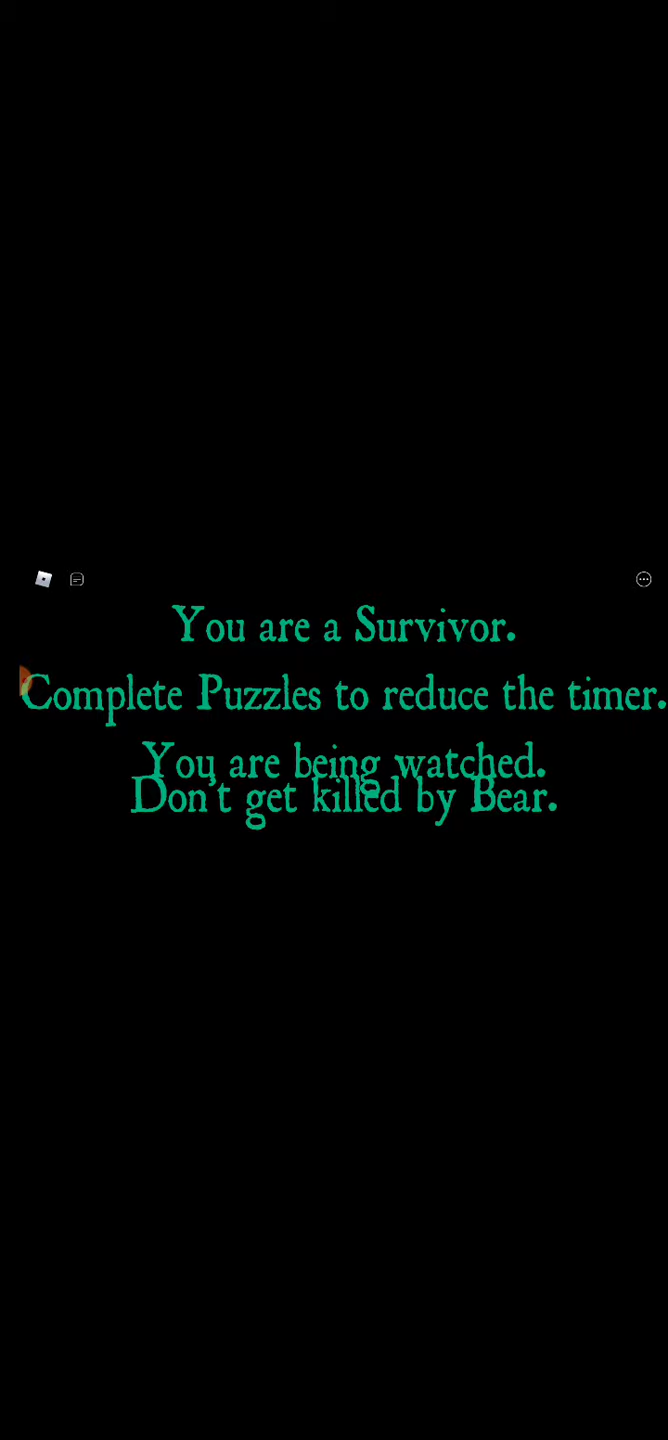 You are a Survivor.
Complete Puzzles to reduce the timer.
You are being watched.
Don't get killed by Bear.